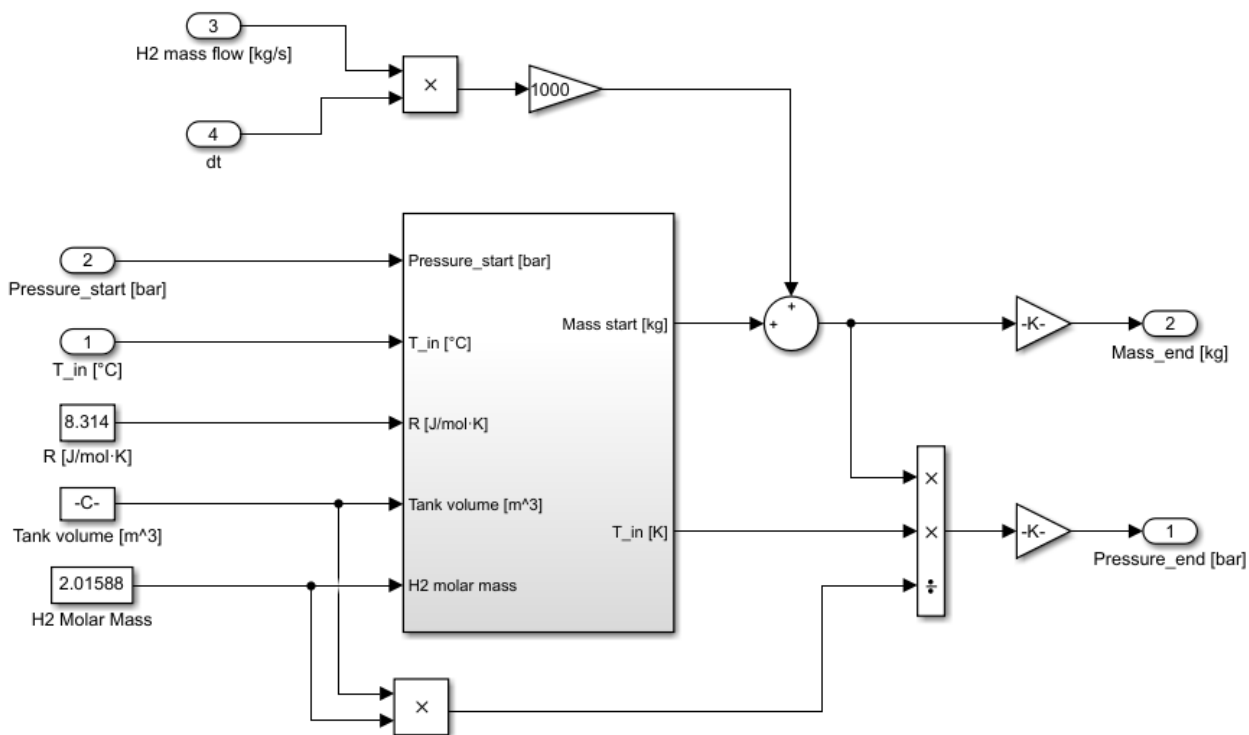 3
H2 mass flow [kg/s]
×
1000
4
dt
2
Pressure_start [bar]
Pressure_start [bar]
+
+
Mass start [kg]
-K-
2
Mass_end [kg]
1
T_in [°C]
T_in [°C]
8.314
R [J/mol·K]
R [J/mol·K]
-C-
Tank volume [m^3]
Tank volume [m^3]
T_in [K]
×
×
÷
-K-
1
Pressure_end [bar]
2.01588
H2 Molar Mass
H2 molar mass
×